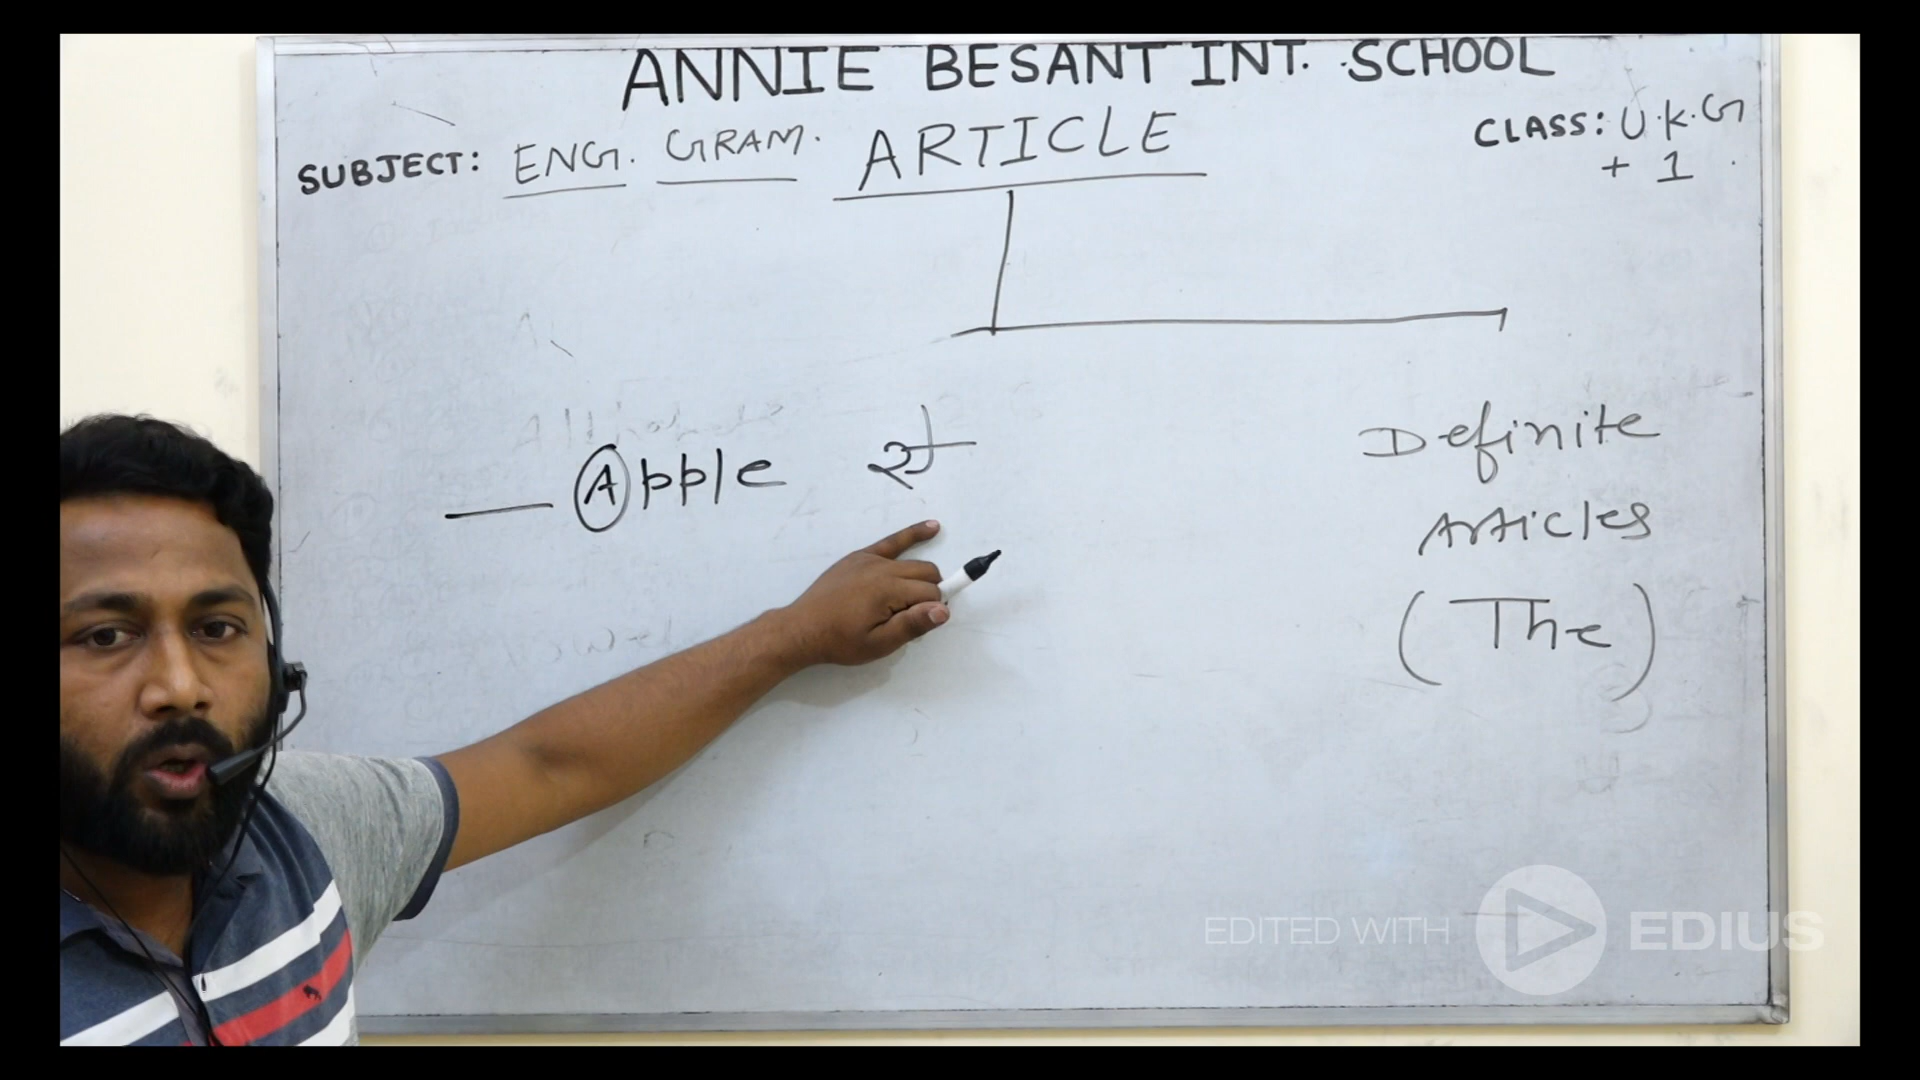 ANNIE BESANT INT. SCHOOL
SUBJECT: ENG. GRAM. ARTICLE
CLASS: U.K.G
+ 1
— Apple
Definite
Articles
(The)
EDITED WITH EDIUS